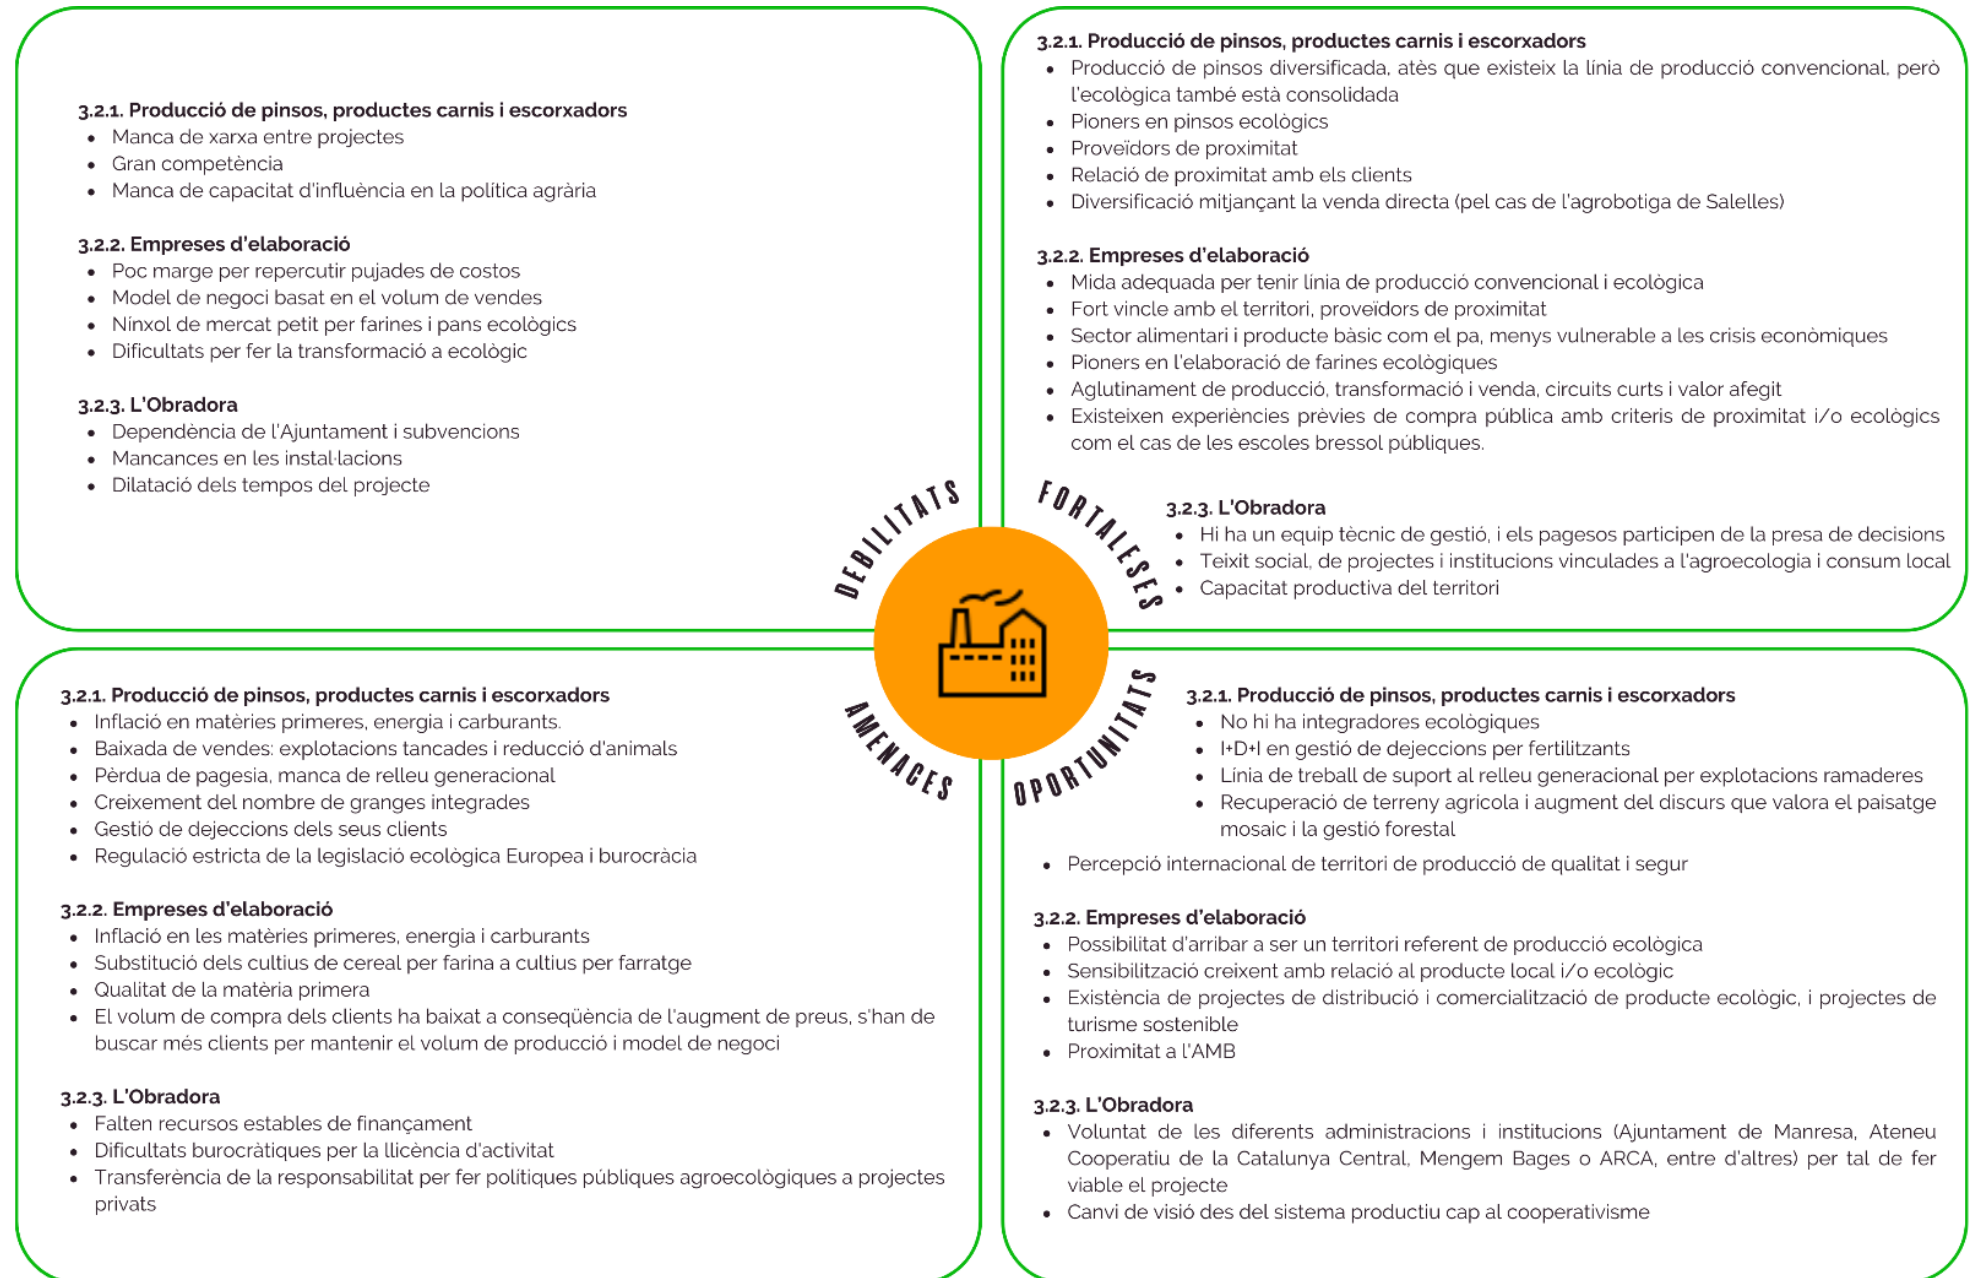 3.2.1. Producció de pinsos, productes carnis i escorxadors
• Manca de xarxa entre projectes
• Gran competència
• Manca de capacitat d'influència en la política agrària
3.2.2. Empreses d'elaboració
• Poc marge per repercutir pujades de costos
• Model de negoci basat en el volum de vendes
• Nínxol de mercat petit per farines i pans ecològics
• Dificultats per fer la transformació a ecològic
3.2.3. L'Obradora
• Dependència de l'Ajuntament i subvencions
• Mancances en les instal·lacions
• Dilatació dels tempos del projecte
DEBILITATS
3.2.1. Producció de pinsos, productes carnis i escorxadors
• Producció de pinsos diversificada, atès que existeix la línia de producció convencional, però
l'ecològica també està consolidada
• Pioners en pinsos ecològics
• Proveïdors de proximitat
• Relació de proximitat amb els clients
• Diversificació mitjançant la venda directa (pel cas de l'agrobotiga de Salelles)
3.2.2. Empreses d'elaboració
• Mida adequada per tenir línia de producció convencional i ecològica
• Fort vincle amb el territori, proveïdors de proximitat
• Sector alimentari i producte bàsic com el pa, menys vulnerable a les crisis econòmiques
• Pioners en l'elaboració de farines ecològiques
• Aglutinament de producció, transformació i venda, circuits curts i valor afegit
• Existeixen experiències prèvies de compra pública amb criteris de proximitat i/o ecològics
com el cas de les escoles bressol públiques.
FORTALESES
3.2.3. L'Obradora
• Hi ha un equip tècnic de gestió, i els pagesos participen de la presa de decisions
• Teixit social, de projectes i institucions vinculades a l'agroecologia i consum local
• Capacitat productiva del territori
3.2.1. Producció de pinsos, productes carnis i escorxadors
• Inflació en matèries primeres, energia i carburants.
• Baixada de vendes: explotacions tancades i reducció d'animals
• Pèrdua de pagesia, manca de relleu generacional
• Creixement del nombre de granges integrades
• Gestió de dejeccions dels seus clients
• Regulació estricta de la legislació ecològica Europea i burocràcia
AMENACES
3.2.2. Empreses d'elaboració
• Inflació en les matèries primeres, energia i carburants
• Substitució dels cultius de cereal per farina a cultius per farratge
• Qualitat de la matèria primera
• El volum de compra dels clients ha baixat a conseqüència de l'augment de preus, s'han de
buscar més clients per mantenir el volum de producció i model de negoci
3.2.3. L'Obradora
• Falten recursos estables de finançament
• Dificultats burocràtiques per la llicència d'activitat
• Transferència de la responsabilitat per fer polítiques públiques agroecològiques a projectes
privats
OPORTUNITATS
3.2.1. Producció de pinsos, productes carnis i escorxadors
• No hi ha integradores ecològiques
• I+D+I en gestió de dejeccions per fertilitzants
• Línia de treball de suport al relleu generacional per explotacions ramaderes
• Recuperació de terreny agrícola i augment del discurs que valora el paisatge
mosaic i la gestió forestal
• Percepció internacional de territori de producció de qualitat i segur
3.2.2. Empreses d'elaboració
• Possibilitat d'arribar a ser un territori referent de producció ecològica
• Sensibilització creixent amb relació al producte local i/o ecològic
• Existència de projectes de distribució i comercialització de producte ecològic, i projectes de
turisme sostenible
• Proximitat a l'AMB
3.2.3. L'Obradora
• Voluntat de les diferents administracions i institucions (Ajuntament de Manresa, Ateneu
Cooperatiu de la Catalunya Central, Mengem Bages o ARCA, entre d'altres) per tal de fer
viable el projecte
• Canvi de visió des del sistema productiu cap al cooperativisme